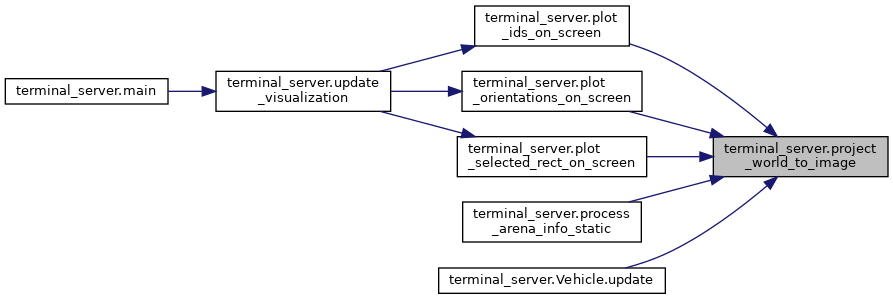 terminal_server.main
terminal_server.update
_visualization
terminal_server.plot
_ids_on_screen
terminal_server.plot
_orientations_on_screen
terminal_server.plot
_selected_rect_on_screen
terminal_server.process
_arena_info_static
terminal_server.Vehicle.update
terminal_server.project
_world_to_image